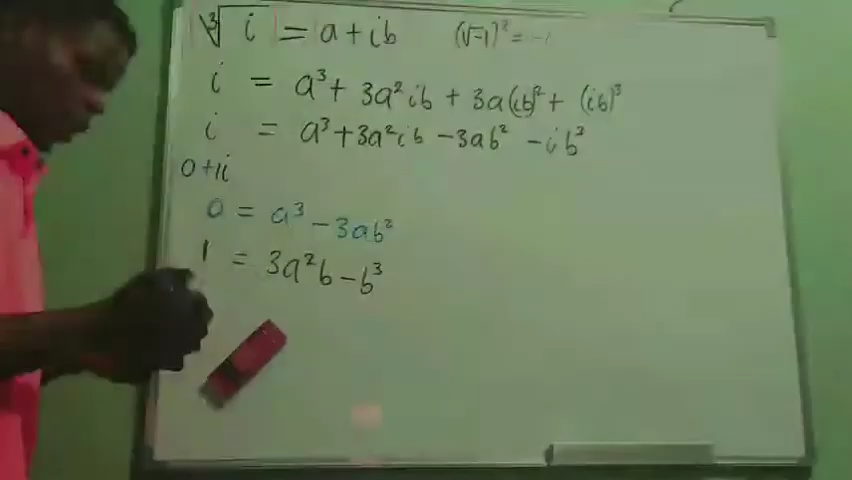 ∛i = a + ib (√-1)² = -1
i = a³ + 3a²ib + 3a(ib)² + (ib)³
i = a³ + 3a²ib - 3ab² - ib³
0 + 1i
0 = a³ - 3ab²
1 = 3a²b - b³